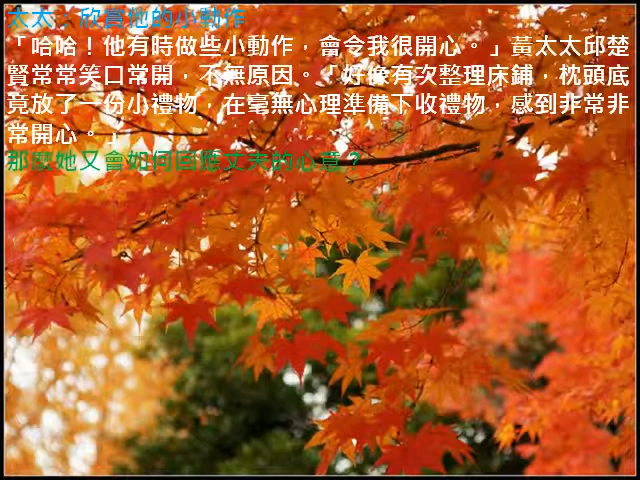 太太：欣賞他的小動作
「哈哈！他有時做些小動作，會令我很開心。」黃太太邱楚
賢常常笑口常開，不無原因。「好像有次整理床鋪，枕頭底
竟放了一份小禮物，在毫無心理準備下收禮物，感到非常非
常開心。」
那麼她又會如何回應丈夫的心意？